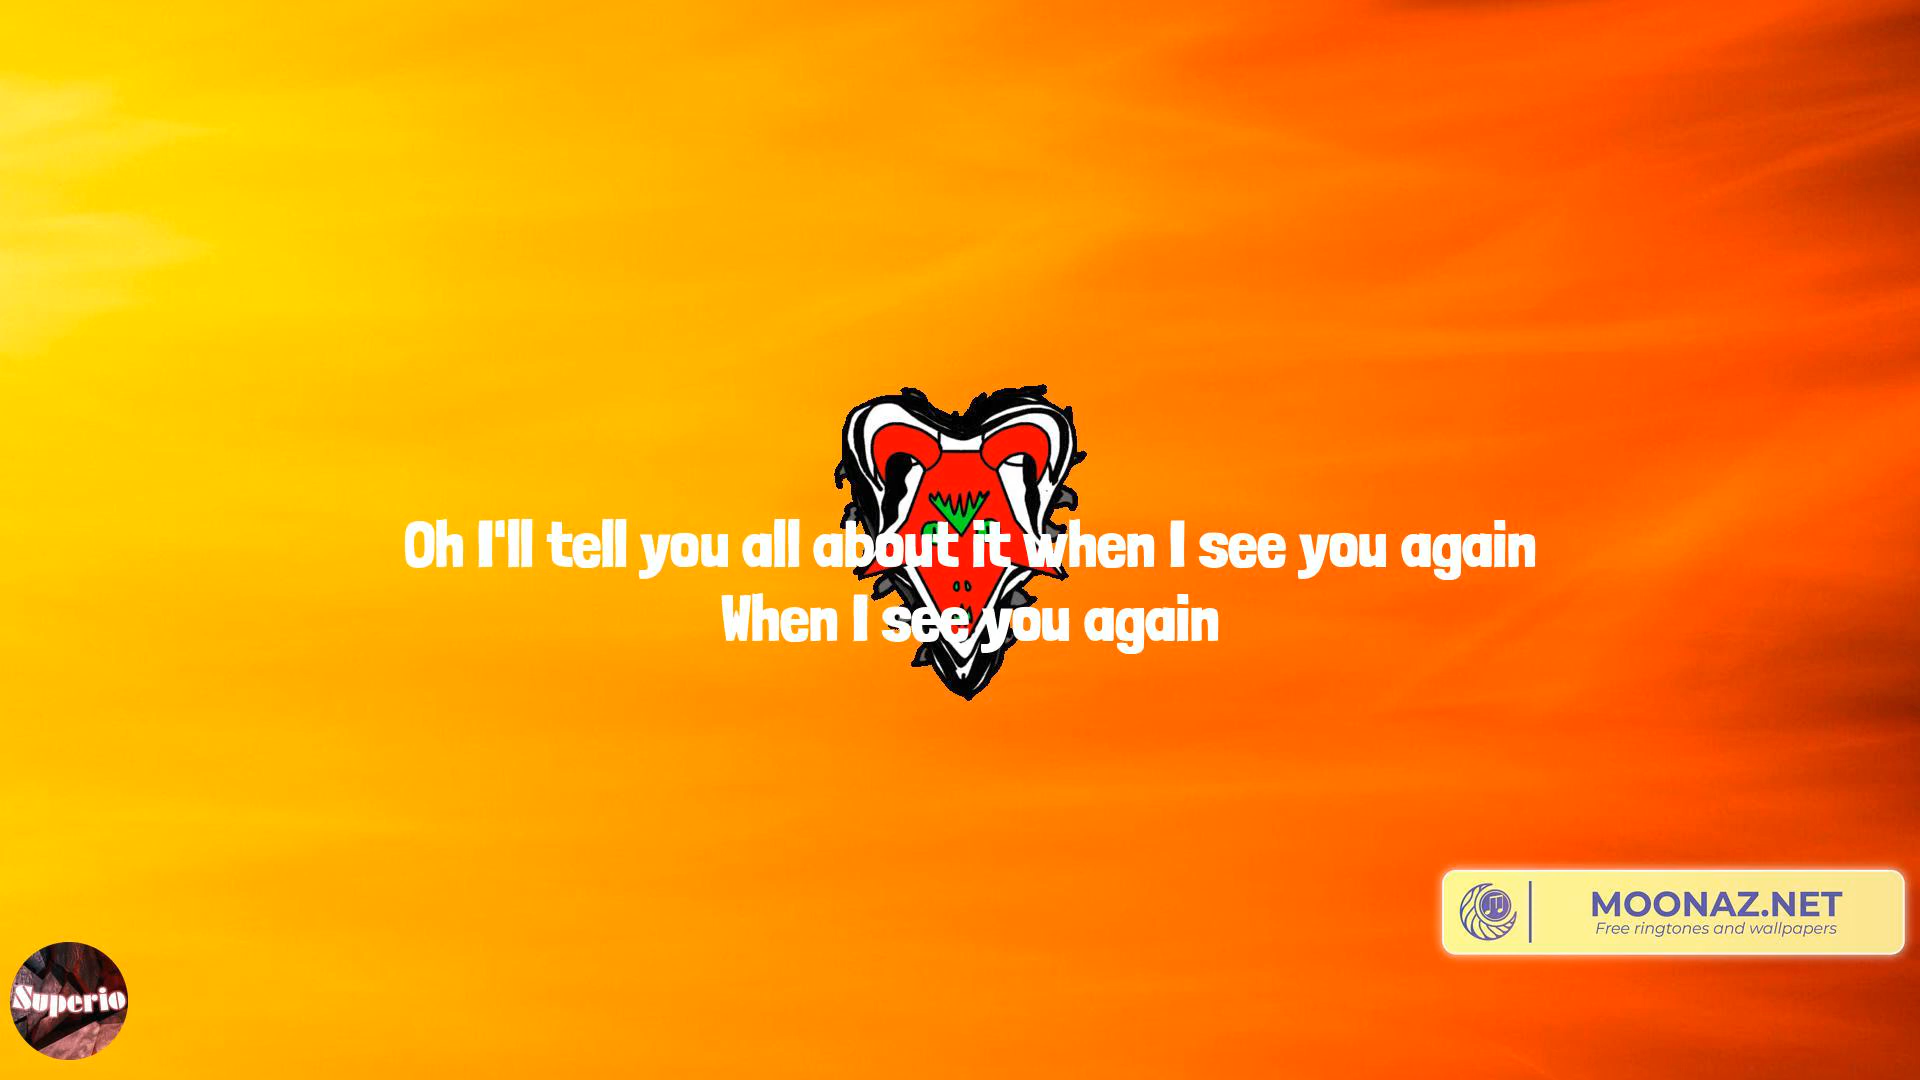 Oh I'll tell you all about it when I see you again
When I see you again
MOONAZ.NET
Free ringtones and wallpapers
Superio